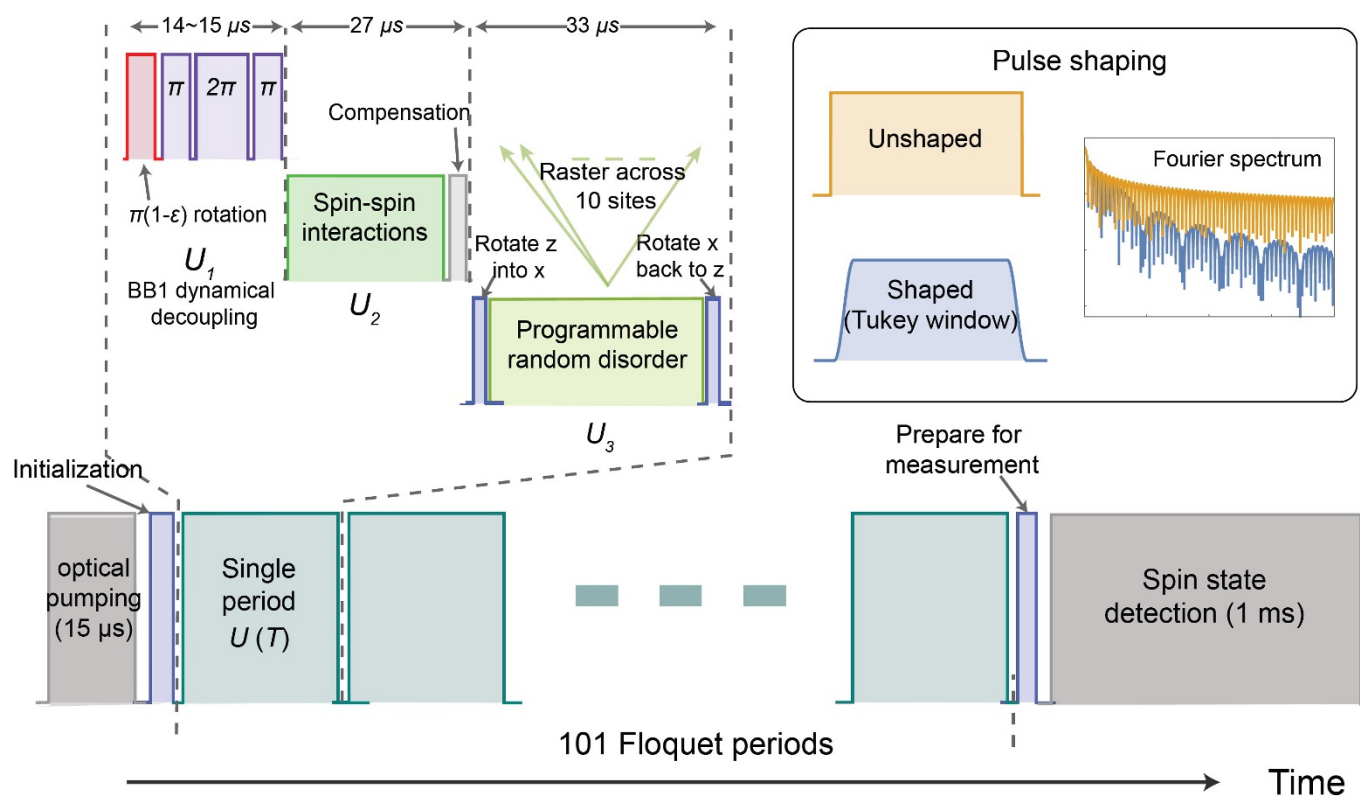 14~15 µs
27 µs
33 µs
π
2π
π
π(1-ε) rotation
U1
BB1 dynamical
decoupling
Compensation
Spin-spin
interactions
U2
Raster across
10 sites
Rotate z
into x
Rotate x
back to z
Programmable
random disorder
U3
Pulse shaping
Unshaped
Shaped
(Tukey window)
Fourier spectrum
Initialization
optical
pumping
(15 µs)
Single
period
U (T)
Prepare for
measurement
Spin state
detection (1 ms)
101 Floquet periods
Time